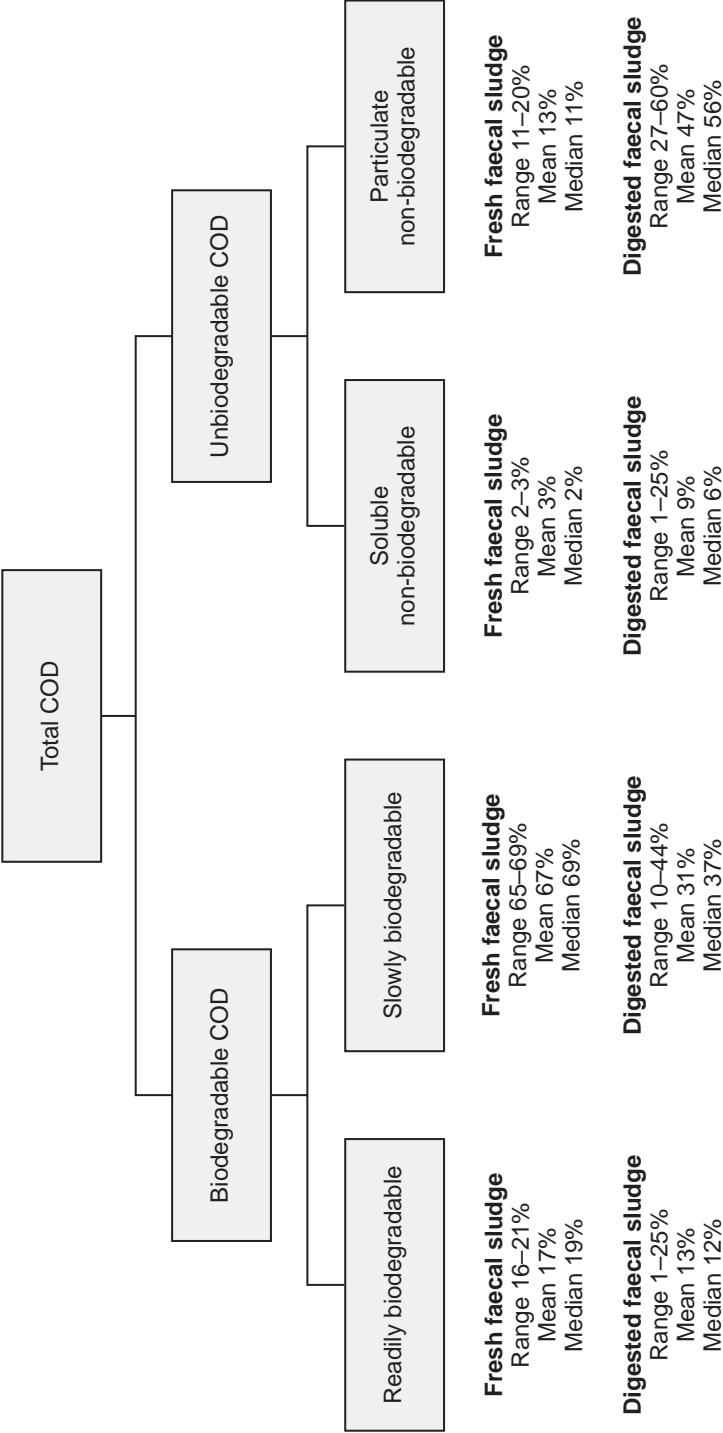 Total COD
Biodegradable COD
Unbiodegradable COD
Readily biodegradable
Slowly biodegradable
Soluble
non-biodegradable
Particulate
non-biodegradable
Fresh faecal sludge
Range 16–21%
Mean 17%
Median 19%
Digested faecal sludge
Range 1–25%
Mean 13%
Median 12%
Fresh faecal sludge
Range 65–69%
Mean 67%
Median 69%
Digested faecal sludge
Range 10–44%
Mean 31%
Median 37%
Fresh faecal sludge
Range 2–3%
Mean 3%
Median 2%
Digested faecal sludge
Range 1–25%
Mean 9%
Median 6%
Fresh faecal sludge
Range 11–20%
Mean 13%
Median 11%
Digested faecal sludge
Range 27–60%
Mean 47%
Median 56%